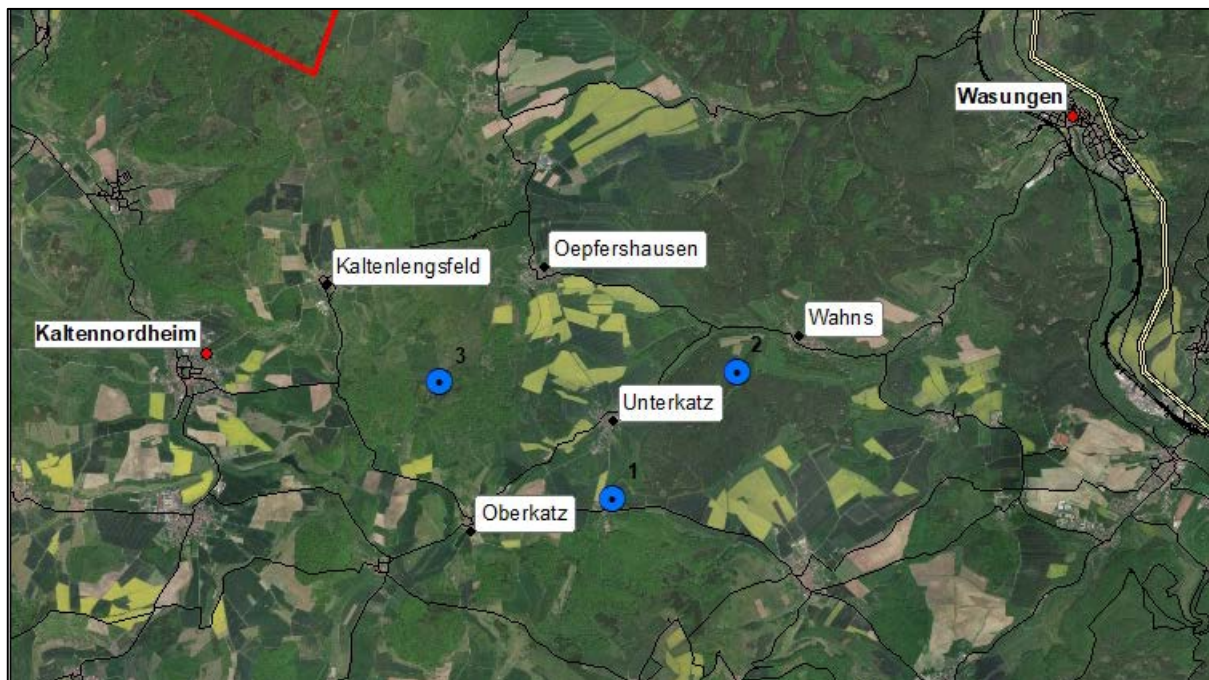 Wasungen
Oepfershausen
Kaltenlengsfeld
Wahns
Kaltennordheim
3
2
Unterkatz
1
Oberkatz